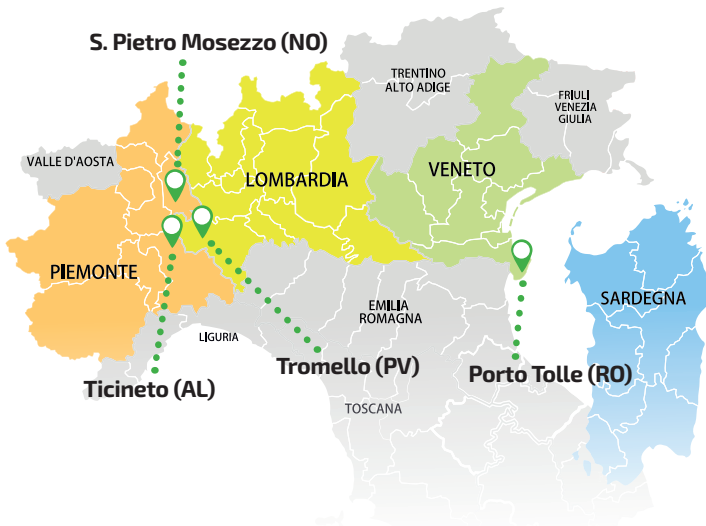 S. Pietro Mosezzo (NO)
TRENTINO
ALTO ADIGE
FRIULI
VENEZIA
GIULIA
VALLE D'AOSTA
LOMBARDIA
VENETO
PIEMONTE
SARDEGNA
EMILIA
ROMAGNA
LIGURIA
Tromello (PV)
Porto Tolle (RO)
Ticineto (AL)
TOSCANA